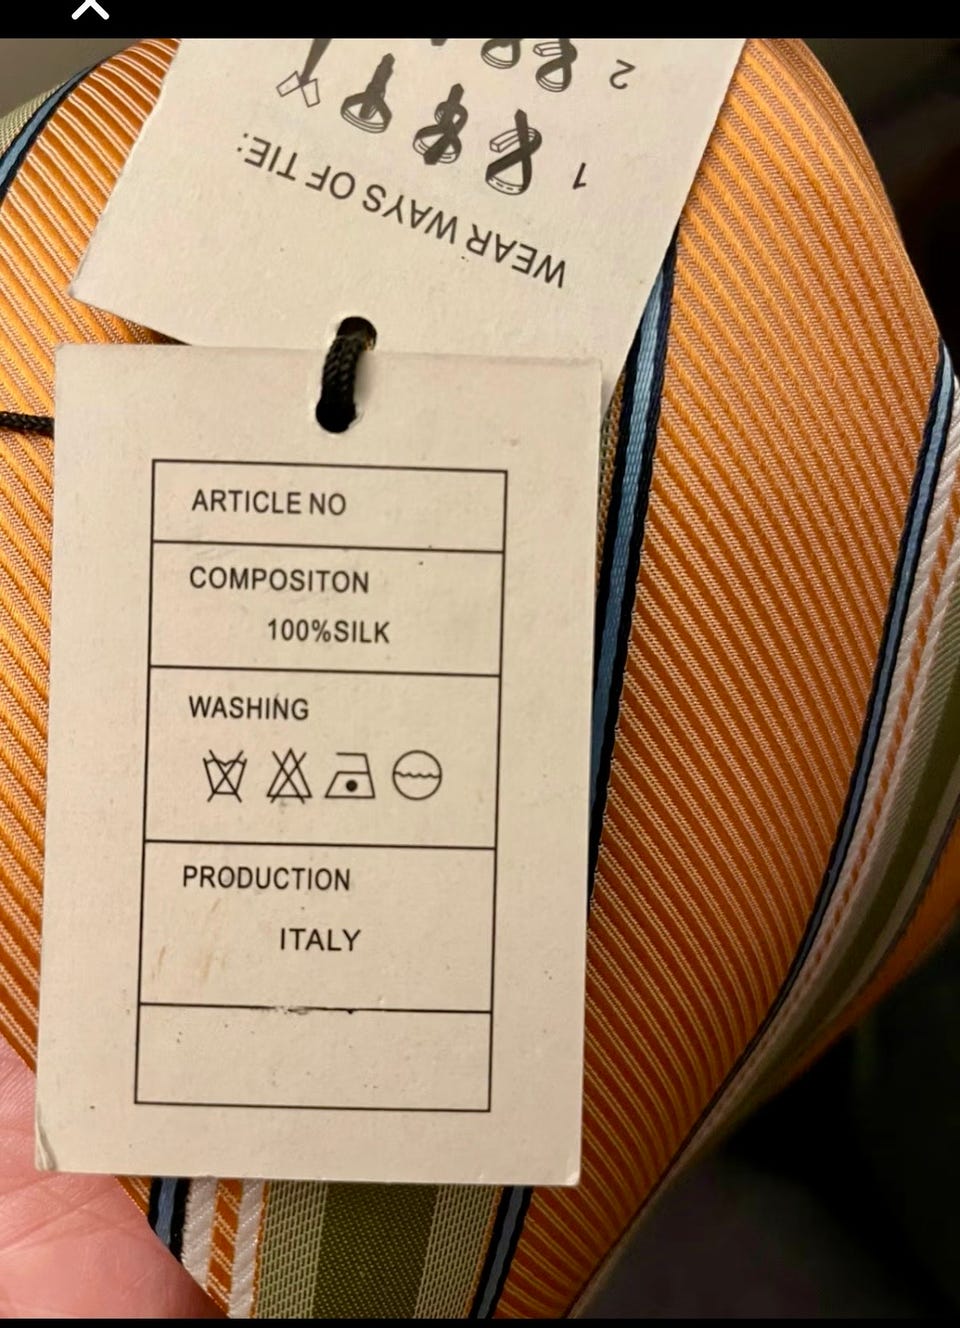 2
1
WEAR WAYS OF TIE:
ARTICLE NO
COMPOSITON
100%SILK
WASHING
PRODUCTION
ITALY